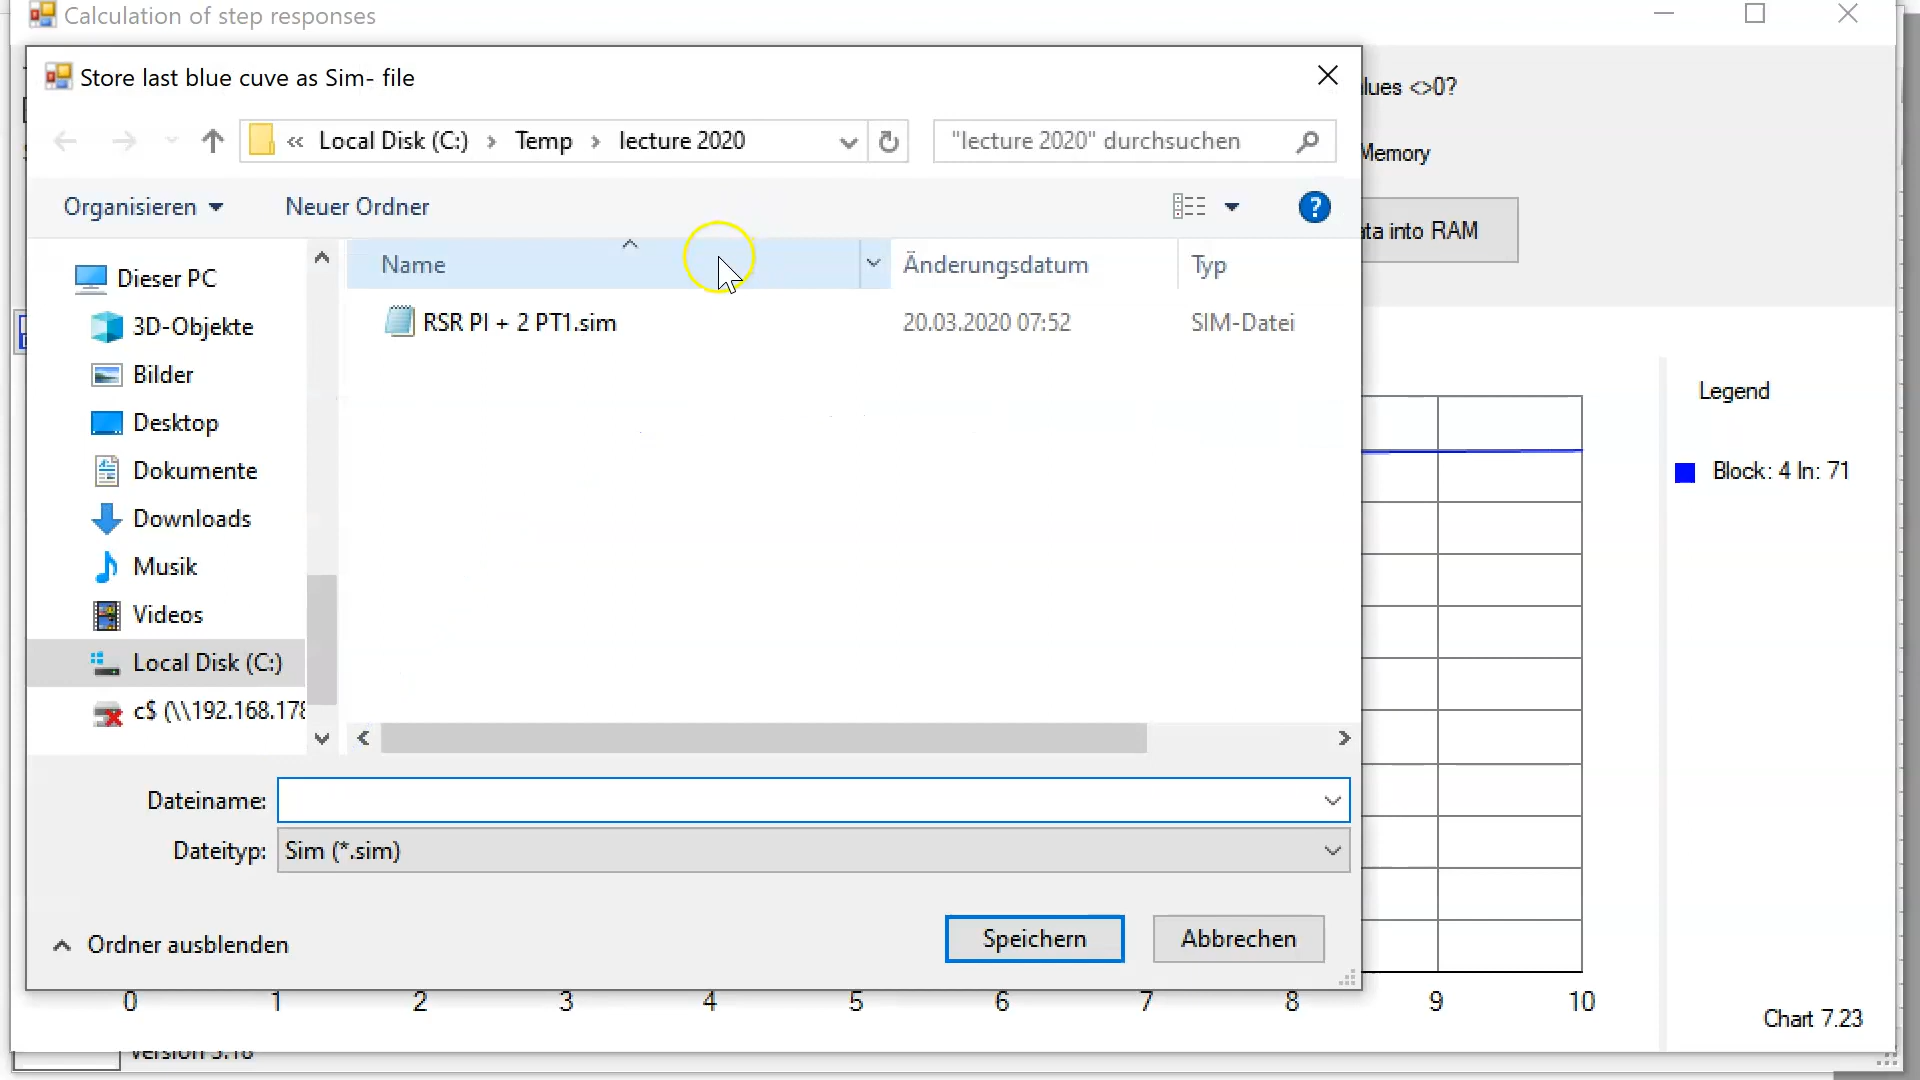 Calculation of step responses
Store last blue cuve as Sim- file
« Local Disk (C:) › Temp › lecture 2020
"lecture 2020" durchsuchen
lues <>0?
Memory
Organisieren
Neuer Ordner
ata into RAM
Name
Änderungsdatum
Typ
RSR PI + 2 PT1.sim
20.03.2020 07:52
SIM-Datei
Dieser PC
3D-Objekte
Bilder
Desktop
Dokumente
Downloads
Musik
Videos
Local Disk (C:)
c$ (\\192.168.178
Legend
Block: 4 In: 71
Dateiname:
Dateityp:
Sim (*.sim)
Ordner ausblenden
Speichern
Abbrechen
0 1 2 3 4 5 6 7 8 9 10
Chart 7.23